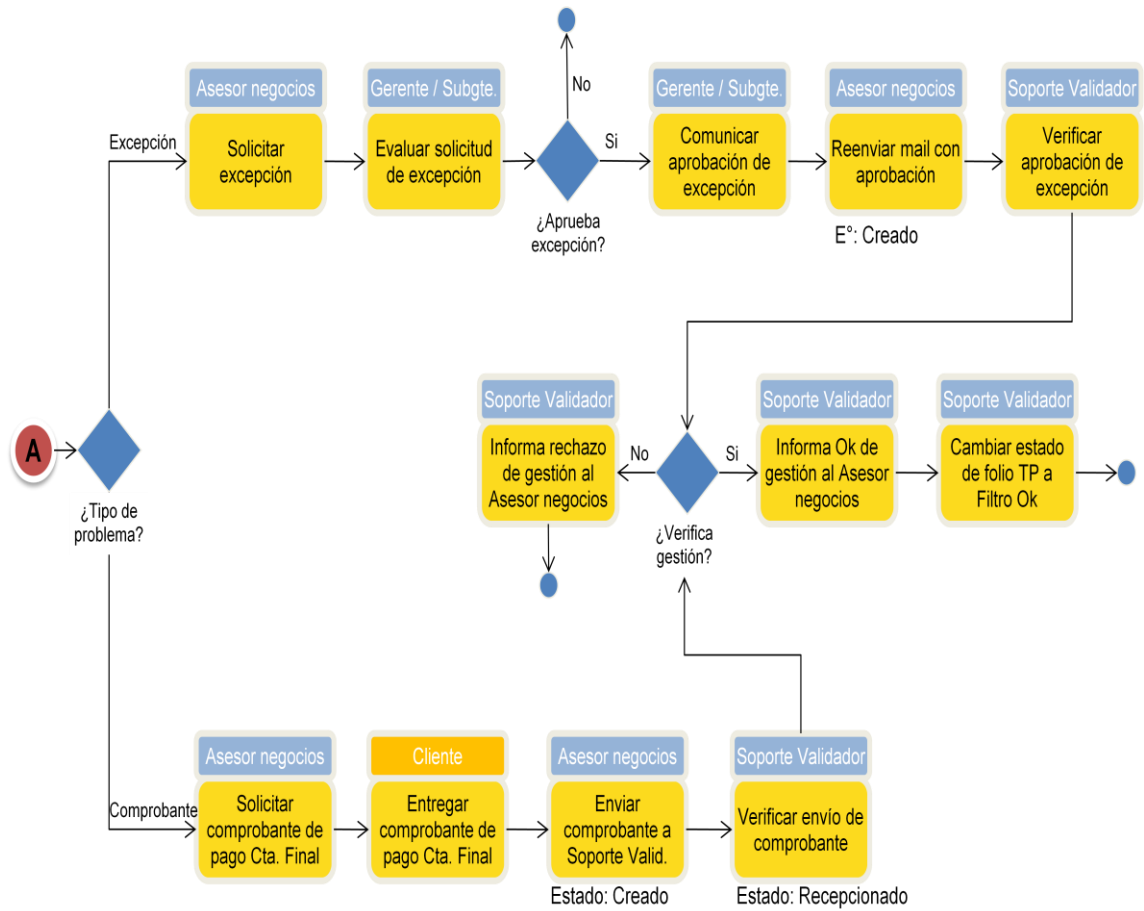 No
Asesor negocios
Solicitar
excepción
Gerente / Subgte.
Evaluar solicitud
de excepción
Gerente / Subgte.
Comunicar
aprobación de
excepción
Asesor negocios
Reenviar mail con
aprobación
Soporte Validador
Verificar
aprobación de
excepción
Excepción
Si
¿Aprueba
excepción?
E°: Creado
A
¿Tipo de
problema?
Soporte Validador
Informa rechazo
de gestión al
Asesor negocios
No
Si
¿Verifica
gestión?
Soporte Validador
Informa Ok de
gestión al Asesor
negocios
Soporte Validador
Cambiar estado
de folio TP a
Filtro Ok
Comprobante
Asesor negocios
Solicitar
comprobante de
pago Cta. Final
Cliente
Entregar
comprobante de
pago Cta. Final
Asesor negocios
Enviar
comprobante a
Soporte Valid.
Estado: Creado
Soporte Validador
Verificar envío de
comprobante
Estado: Recepcionado